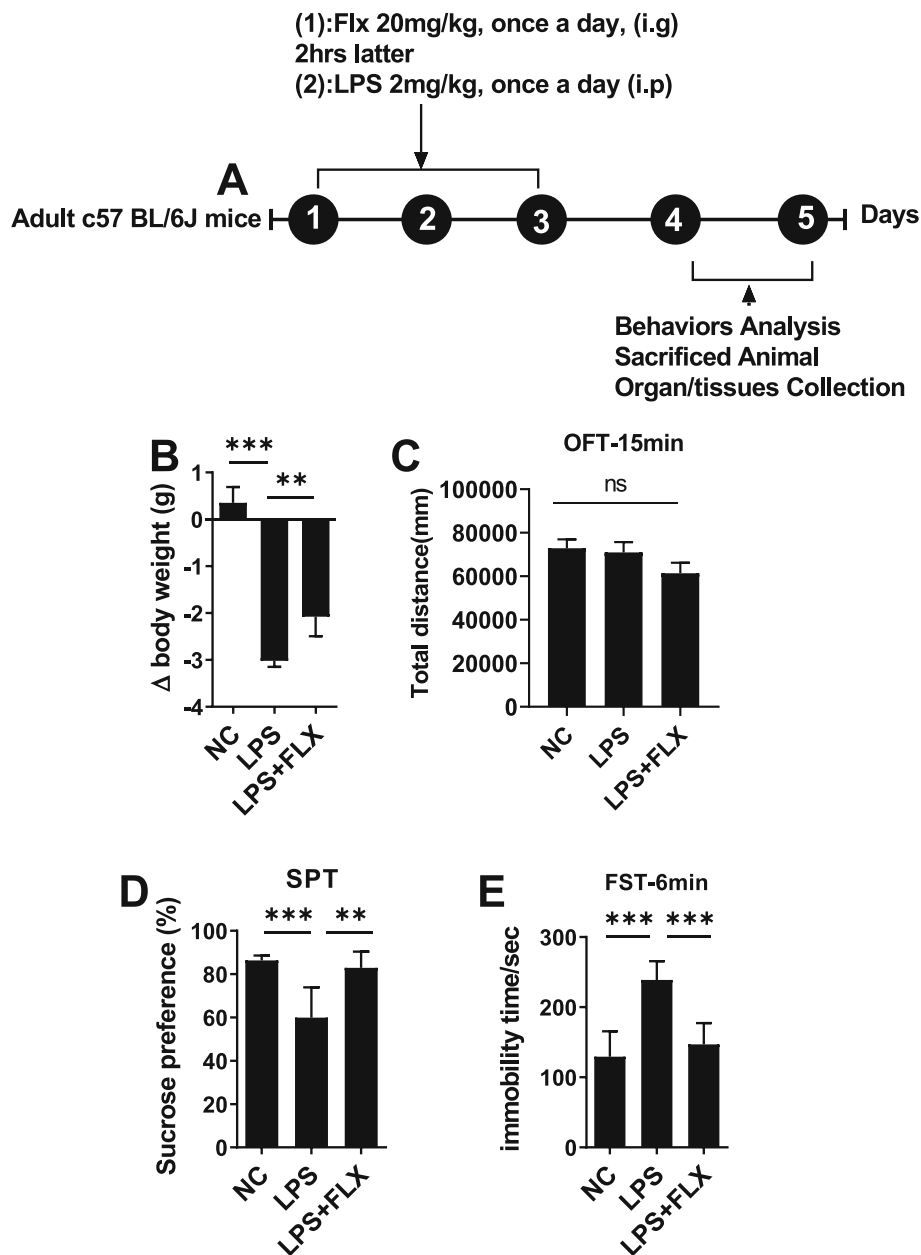 (1):Flx 20mg/kg, once a day, (i.g)
2hrs latter
(2):LPS 2mg/kg, once a day (i.p)
A
Adult c57 BL/6J mice
1 2 3 4 5
Days
Behaviors Analysis
Sacrificed Animal
Organ/tissues Collection
B
*** **
Δ body weight (g)
1
0
-1
-2
-3
-4
NC LPS LPS+FLX
C
OFT-15min
ns
Total distance(mm)
100000
80000
60000
40000
20000
0
NC LPS LPS+FLX
D
SPT
*** **
Sucrose preference (%)
100
80
60
40
20
0
NC LPS LPS+FLX
E
FST-6min
*** ***
immobility time/sec
300
200
100
0
NC LPS LPS+FLX